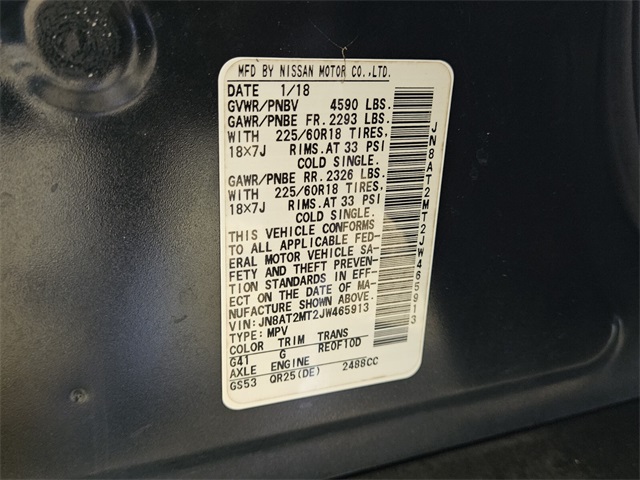 MFD BY NISSAN MOTOR CO.,LTD.
DATE 1/18
GVWR/PNBV 4590 LBS.
GAWR/PNBE FR. 2293 LBS.
WITH 225/60R18 TIRES,
18X7J RIMS.AT 33 PSI
COLD SINGLE.
GAWR/PNBE RR. 2326 LBS.
WITH 225/60R18 TIRES,
18X7J RIMS.AT 33 PSI
COLD SINGLE.
THIS VEHICLE CONFORMS
TO ALL APPLICABLE FED-
ERAL MOTOR VEHICLE SA-
FETY AND THEFT PREVEN-
TION STANDARDS IN EFF-
ECT ON THE DATE OF MA-
NUFACTURE SHOWN ABOVE.
VIN:JN8AT2MT2JW465913
TYPE:MPV
COLOR TRIM TRANS
G41 G RE0F10D
AXLE ENGINE
GS53 QR25(DE) 2488CC
JN8AT2MT2JW465913